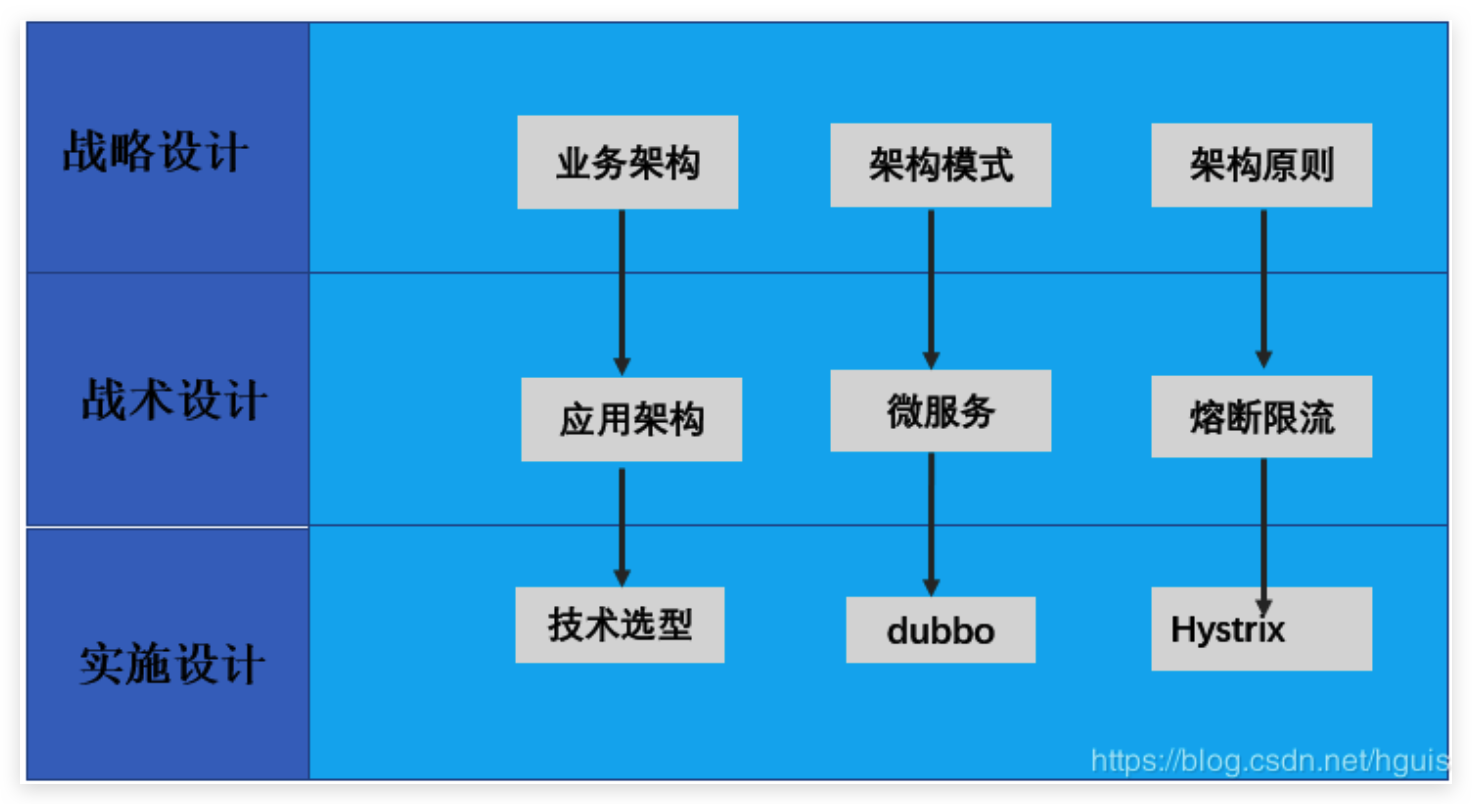 战略设计
业务架构
架构模式
架构原则
战术设计
应用架构
微服务
熔断限流
实施设计
技术选型
dubbo
Hystrix
https://blog.csdn.net/hguis